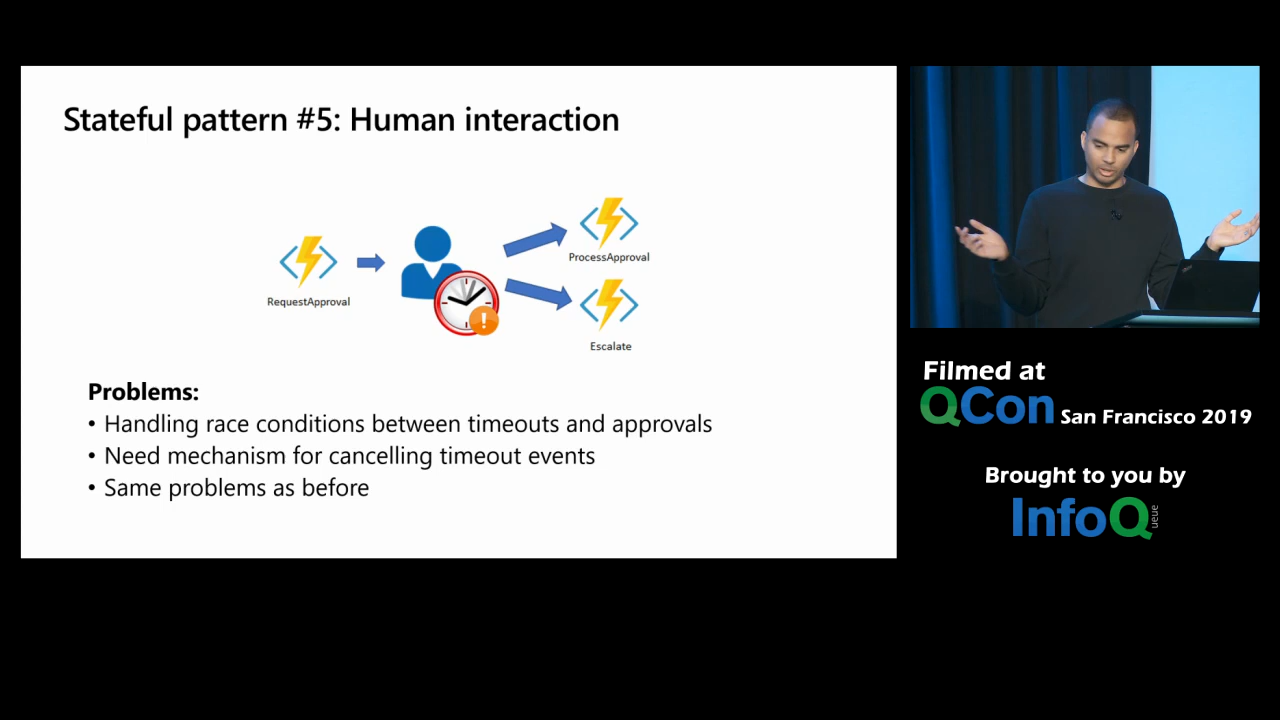 Stateful pattern #5: Human interaction
RequestApproval
ProcessApproval
Escalate
Problems:
• Handling race conditions between timeouts and approvals
• Need mechanism for cancelling timeout events
• Same problems as before
Filmed at
QCon San Francisco 2019
Brought to you by
InfoQ
ueue